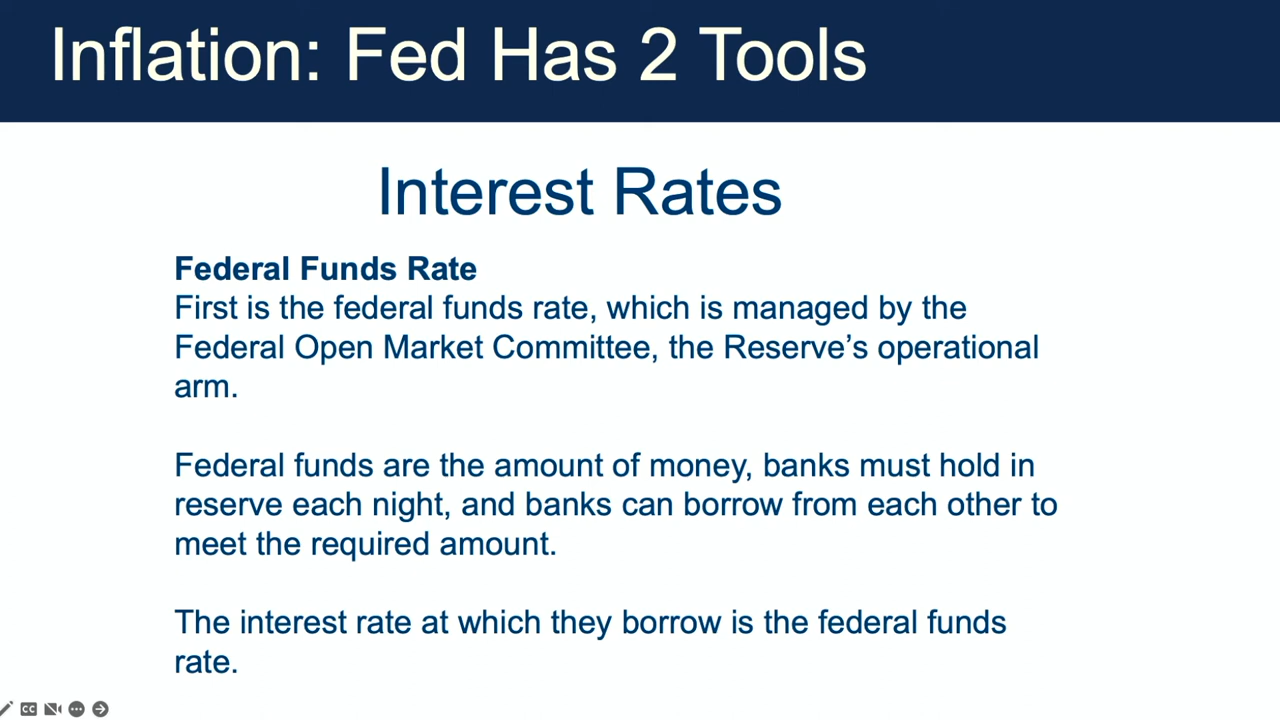 Inflation: Fed Has 2 Tools
Interest Rates
Federal Funds Rate
First is the federal funds rate, which is managed by the
Federal Open Market Committee, the Reserve’s operational
arm.
Federal funds are the amount of money, banks must hold in
reserve each night, and banks can borrow from each other to
meet the required amount.
The interest rate at which they borrow is the federal funds
rate.
CC